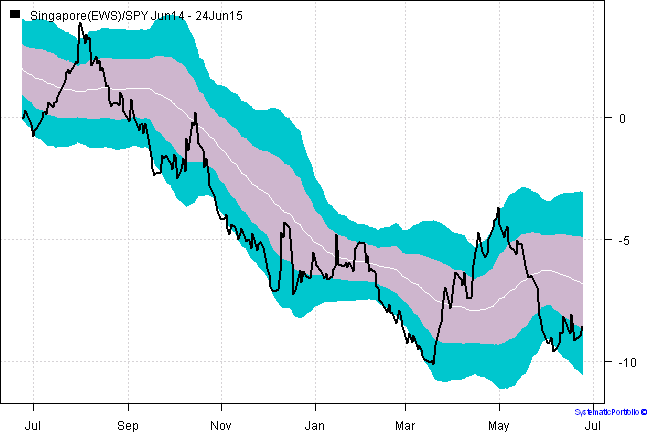 Singapore(EWS)/SPY Jun14 - 24Jun15
0
-5
-10
Jul Sep Nov Jan Mar May Jul
SystematicPortfolio ©